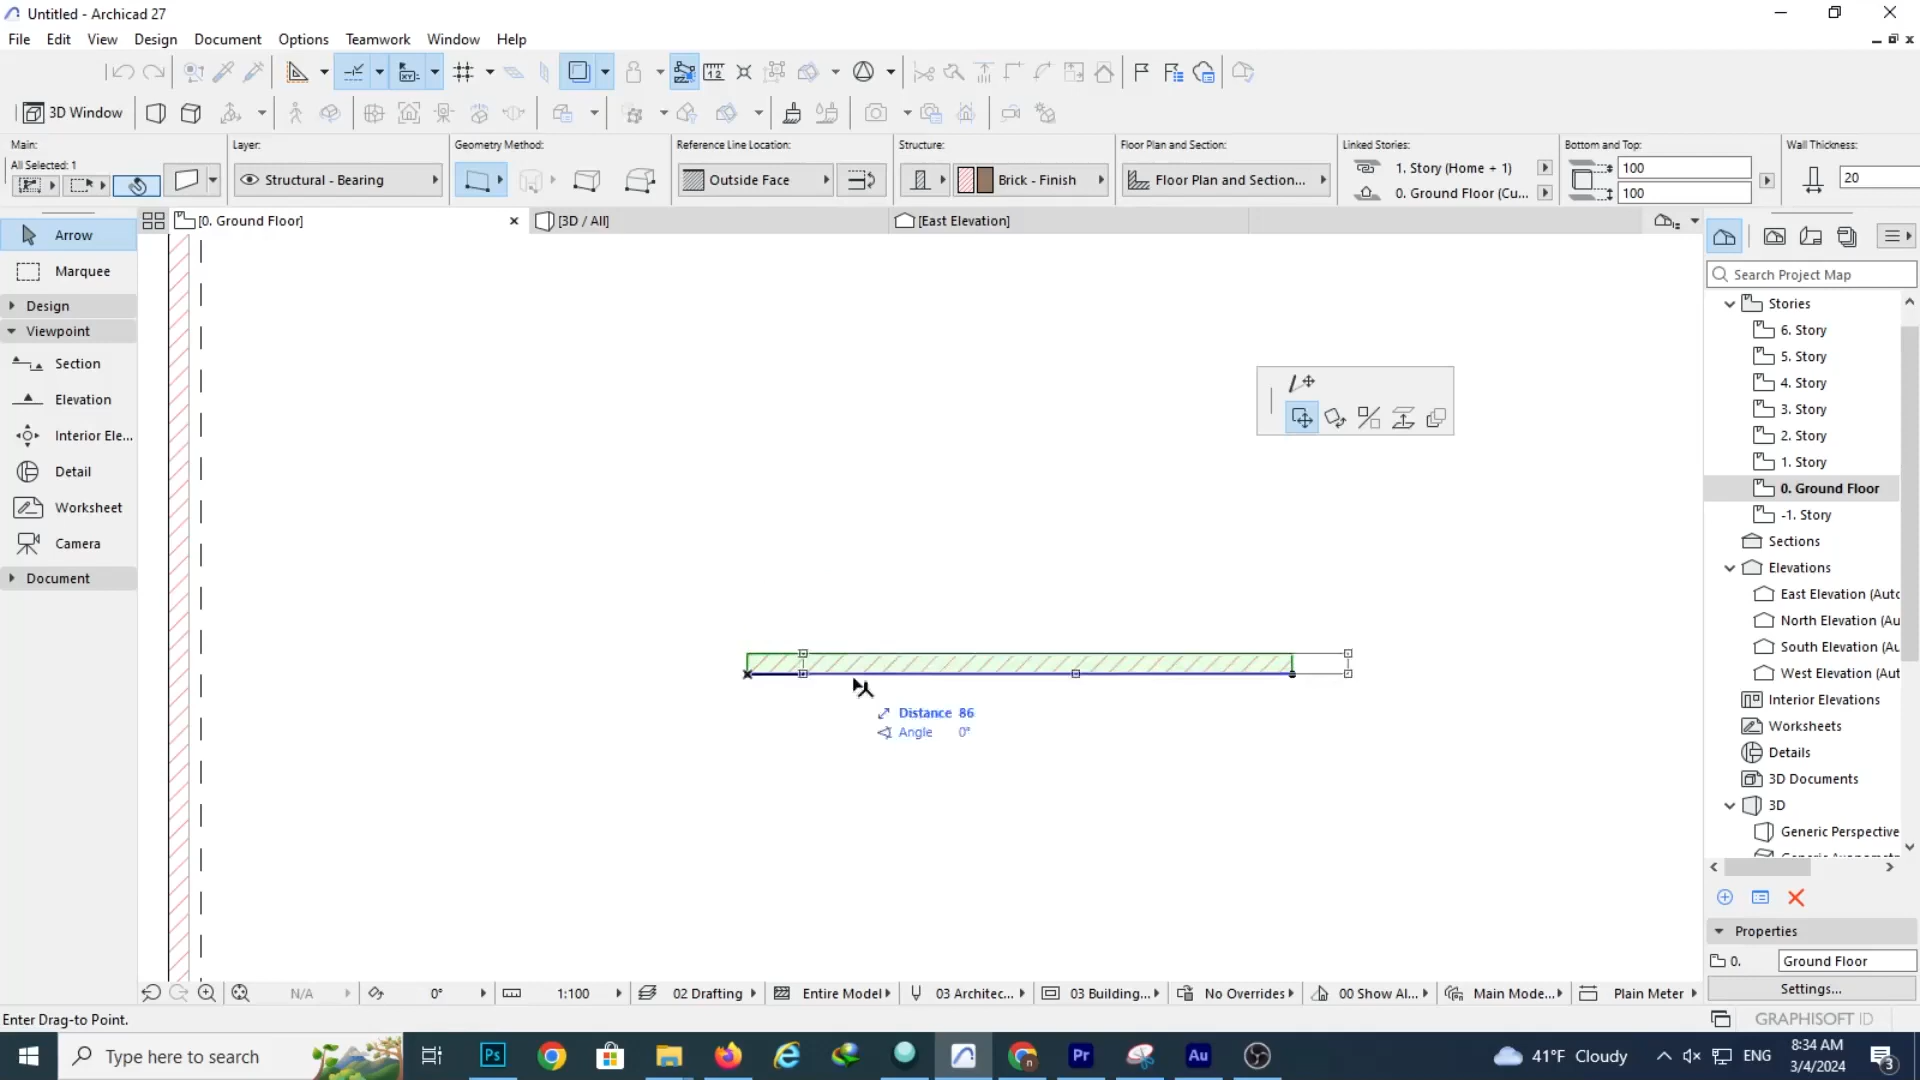 Untitled - Archicad 27
File Edit View Design Document Options Teamwork Window Help
3D Window
Main:
All Selected: 1
Layer:
Structural - Bearing
Geometry Method:
Reference Line Location:
Outside Face
Structure:
Brick - Finish
Floor Plan and Section:
Floor Plan and Section...
Linked Stories:
1. Story (Home + 1)
0. Ground Floor (Cu...
Bottom and Top:
100
100
Wall Thickness:
20
[0. Ground Floor]
[3D / All]
[East Elevation]
Arrow
Marquee
Design
Viewpoint
Section
Elevation
Interior Ele...
Detail
Worksheet
Camera
Document
Distance 86
Angle 0°
Search Project Map
Stories
6. Story
5. Story
4. Story
3. Story
2. Story
1. Story
0. Ground Floor
-1. Story
Sections
Elevations
East Elevation (Autc
North Elevation (Au
South Elevation (Au
West Elevation (Aut
Interior Elevations
Worksheets
Details
3D Documents
3D
Generic Perspective
Properties
0. Ground Floor
Settings...
N/A 0° 1:100 02 Drafting Entire Model 03 Architec... 03 Building... No Overrides 00 Show Al... Main Mode... Plain Meter
Enter Drag-to Point.
GRAPHISOFT ID
Type here to search
Ps
Pr
Au
41°F Cloudy
ENG
8:34 AM
3/4/2024
3